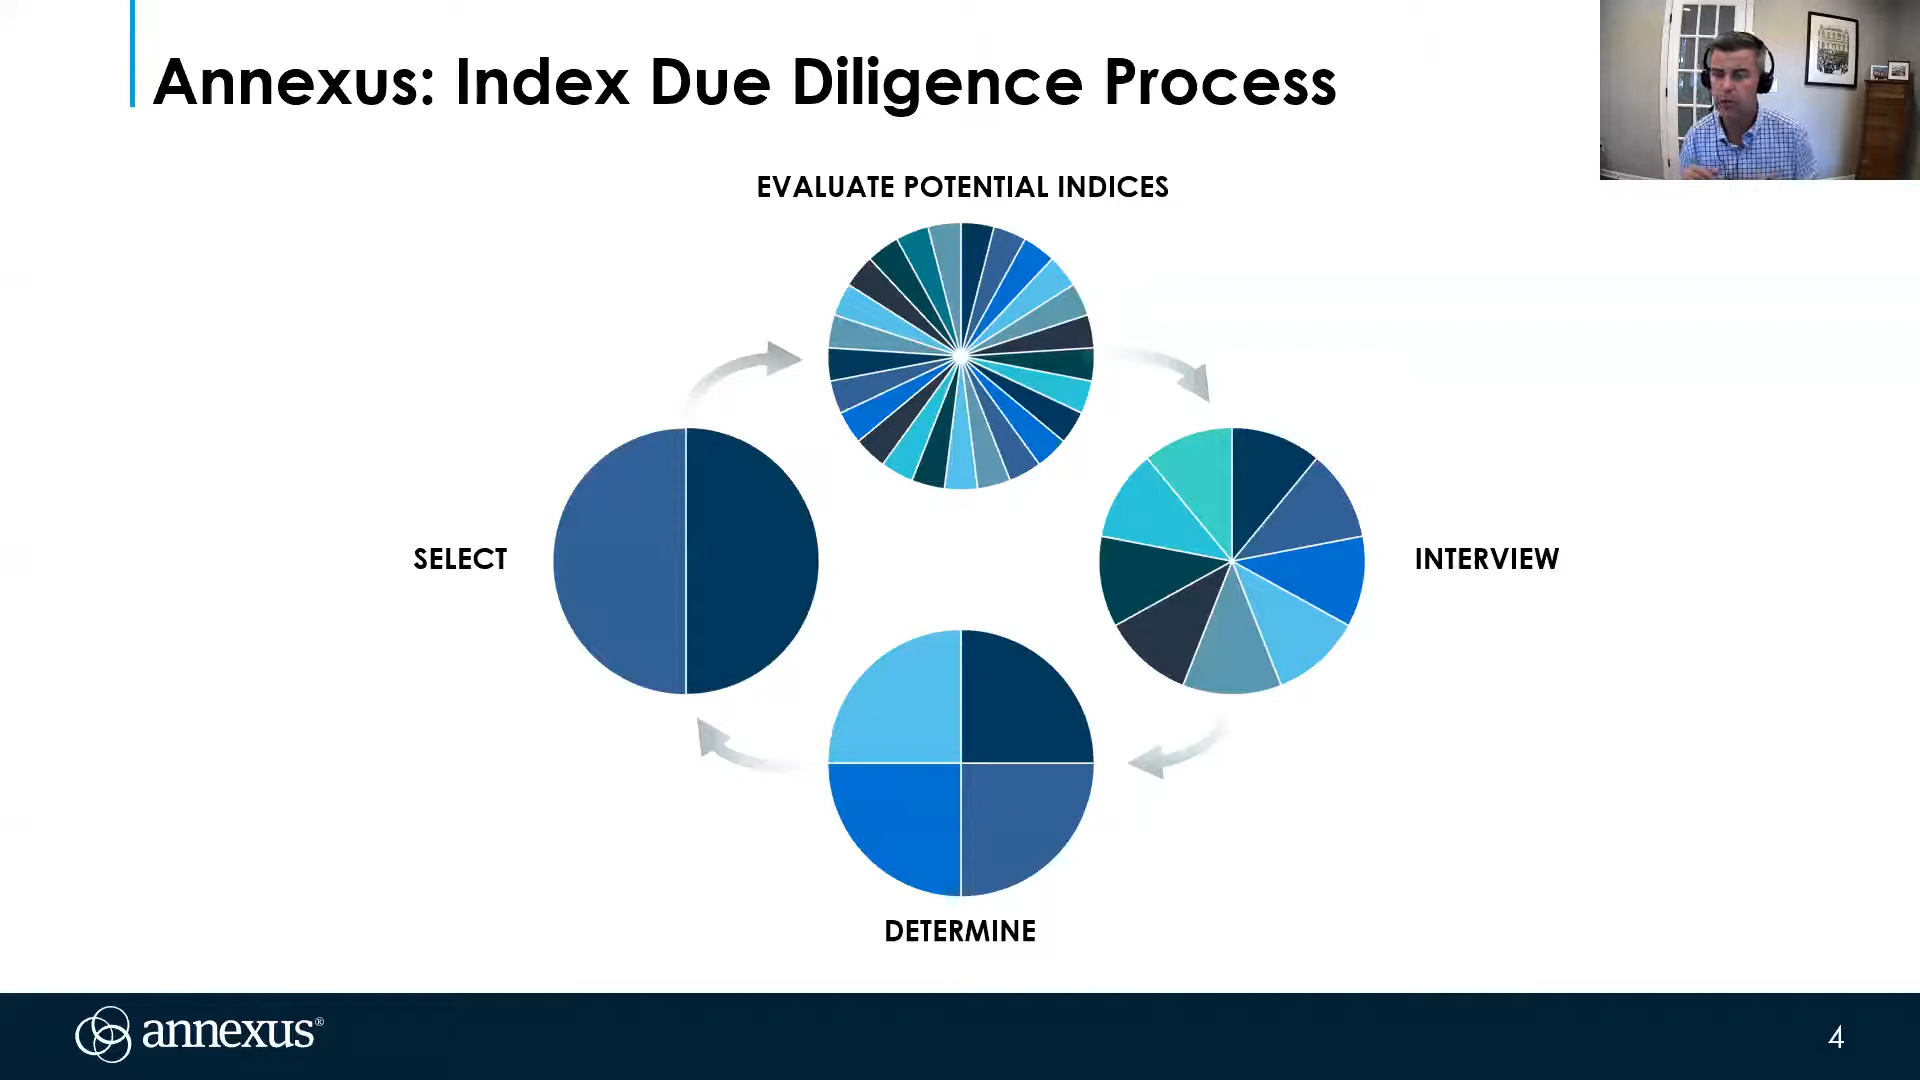 Annexus: Index Due Diligence Process
EVALUATE POTENTIAL INDICES
SELECT
INTERVIEW
DETERMINE
annexus®
4